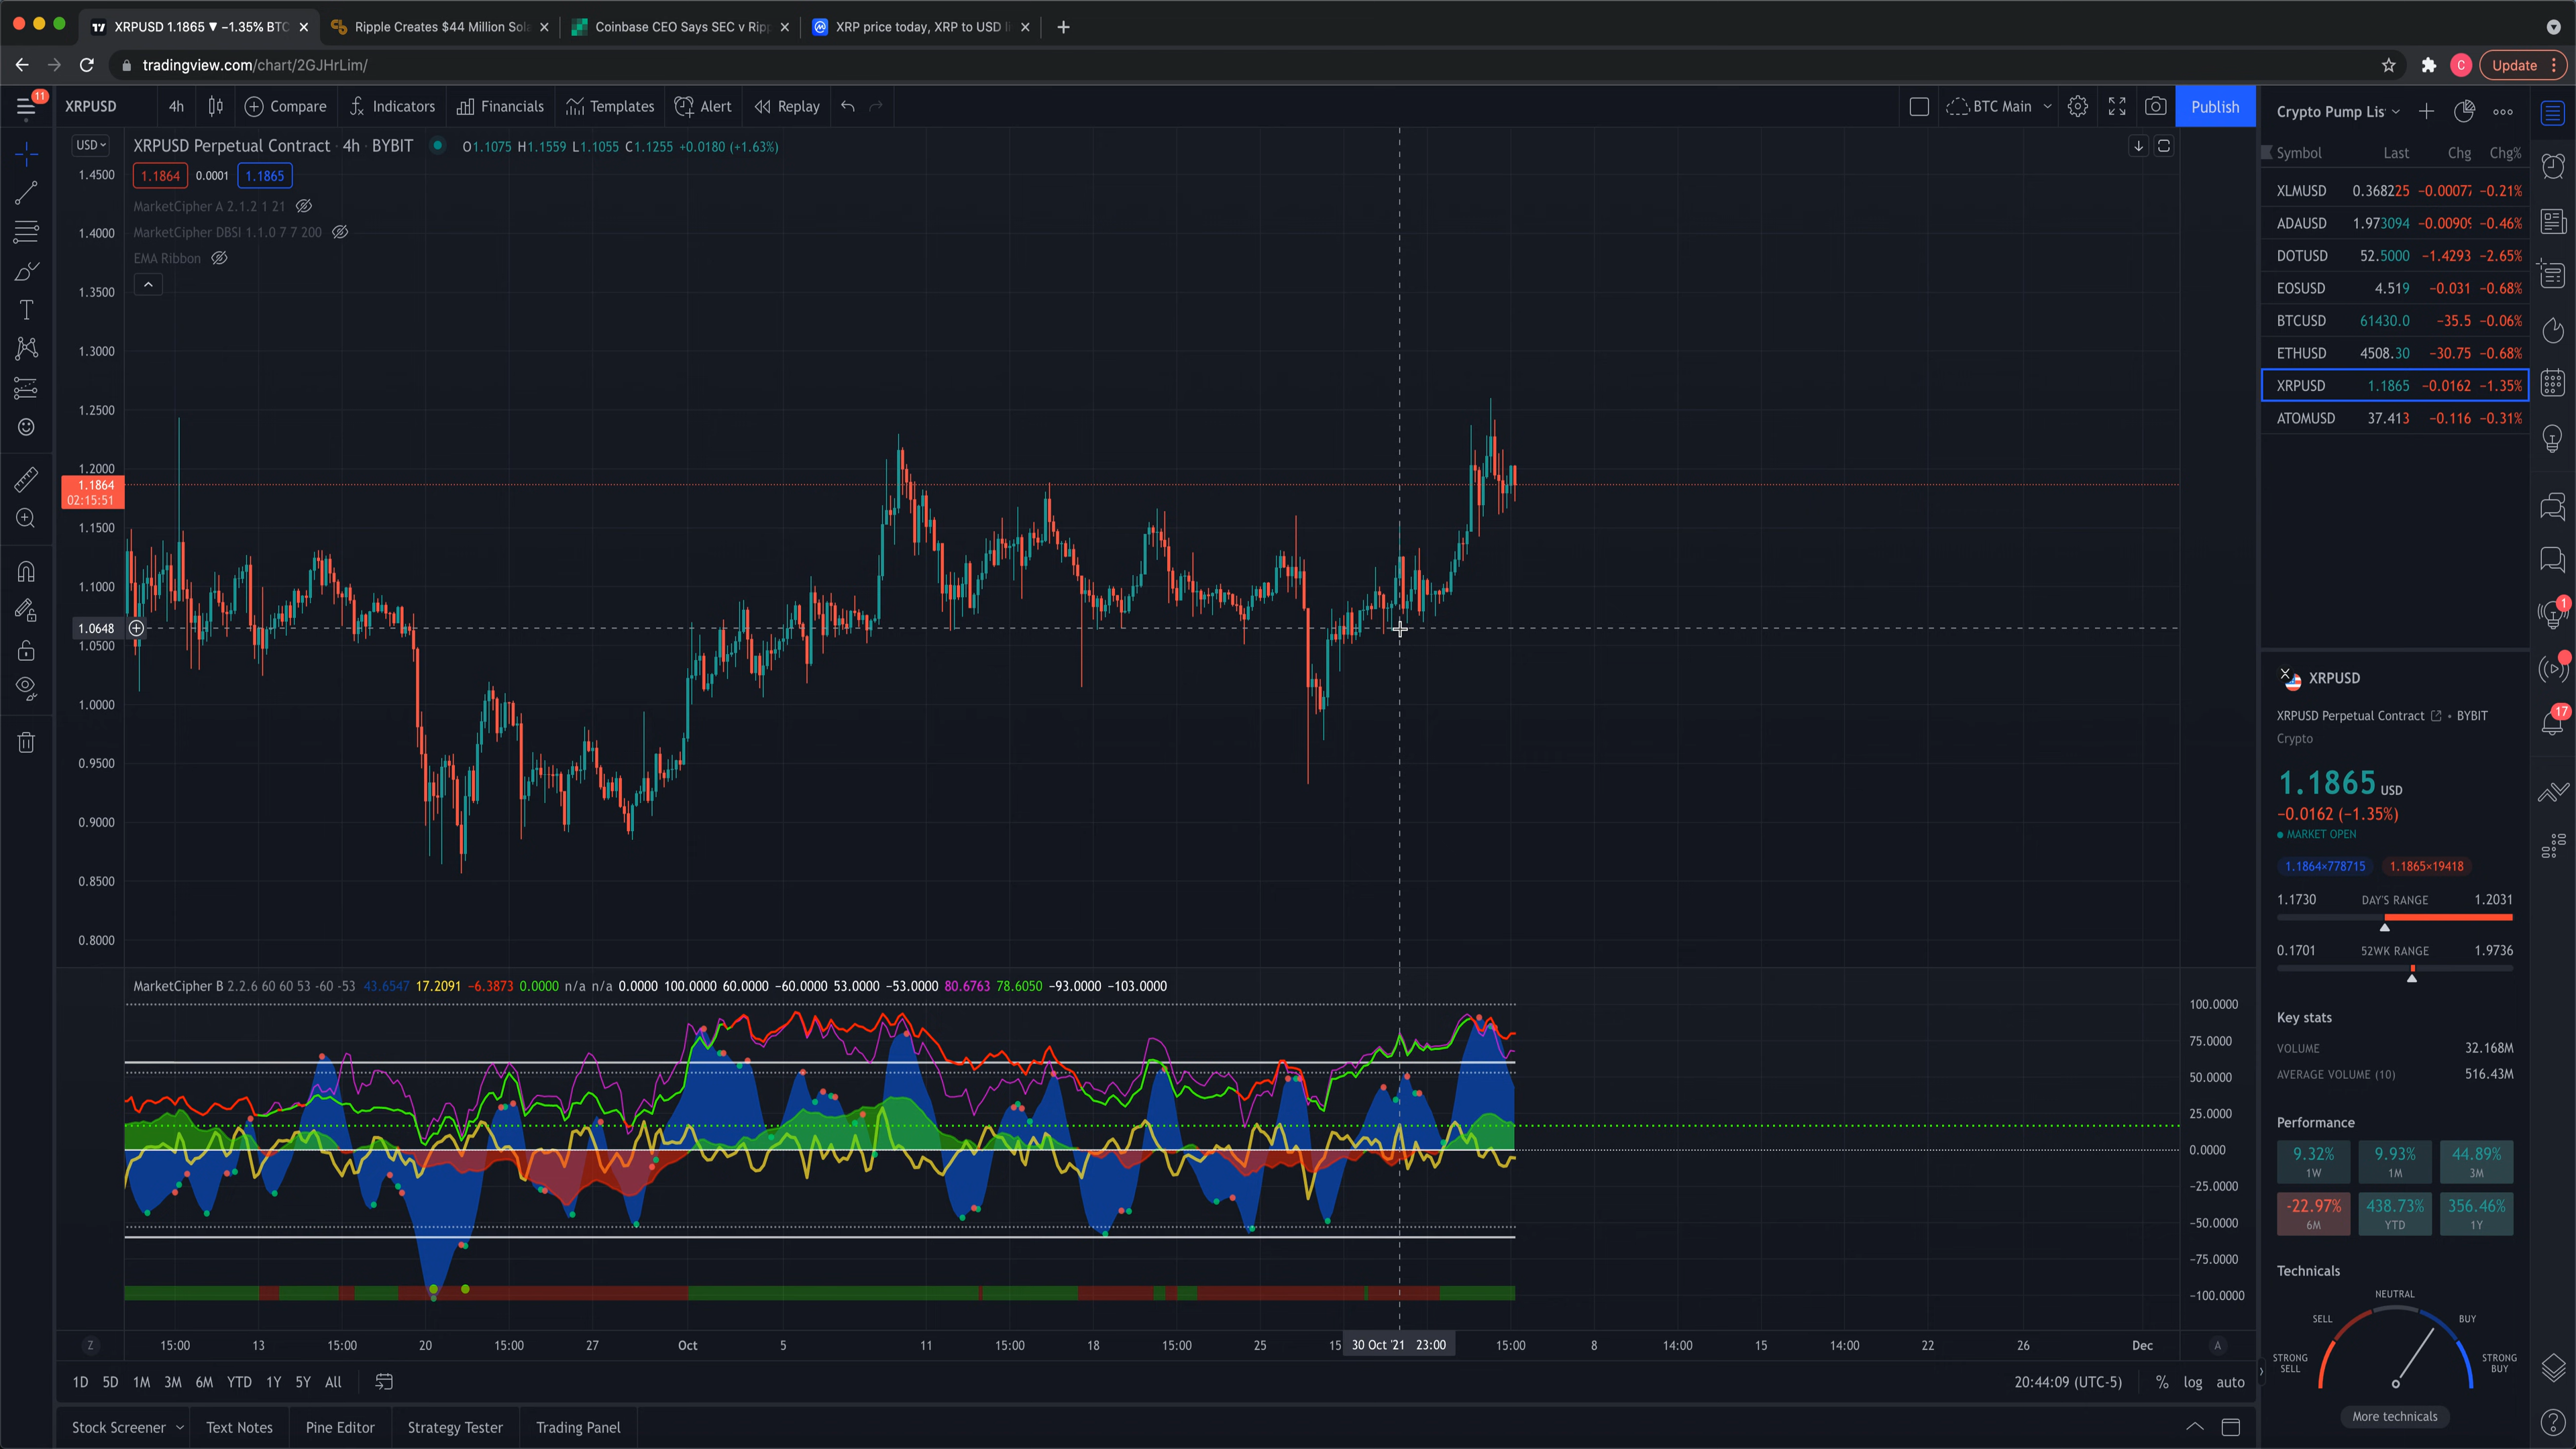 XRPUSD 1.1865 ▼ −1.35% BTC
Ripple Creates $44 Million Sol
Coinbase CEO Says SEC v Rip
XRP price today, XRP to USD li
tradingview.com/chart/2GJHrLim/
C
Update
11
XRPUSD
4h
Compare
Indicators
Financials
Templates
Alert
Replay
BTC Main
Publish
USD
XRPUSD Perpetual Contract · 4h · BYBIT
O1.1075 H1.1559 L1.1055 C1.1255 +0.0180 (+1.63%)
1.1864 0.0001 1.1865
MarketCipher A 2.1.2 1 21
MarketCipher DBSI 1.1.0 7 7 200
EMA Ribbon
1.4500
1.4000
1.3500
1.3000
1.2500
1.2000
1.1864
02:15:51
1.1500
1.1000
1.0648
1.0500
1.0000
0.9500
0.9000
0.8500
0.8000
MarketCipher B 2.2.6 60 60 53 -60 -53 43.6547 17.2091 −6.3873 0.0000 n/a n/a 0.0000 100.0000 60.0000 −60.0000 53.0000 −53.0000 80.6763 78.6050 −93.0000 −103.0000
100.0000
75.0000
50.0000
25.0000
0.0000
−25.0000
−50.0000
−75.0000
−100.0000
Z
15:00 13 15:00 20 15:00 27 Oct 5 11 15:00 18 15:00 25 15 30 Oct '21 23:00 15:00 8 14:00 15 14:00 22 26 Dec
A
1D 5D 1M 3M 6M YTD 1Y 5Y All
20:44:09 (UTC-5) % log auto
Stock Screener
Text Notes
Pine Editor
Strategy Tester
Trading Panel
Crypto Pump Lis
Symbol Last Chg Chg%
XLMUSD 0.368225 −0.00077 −0.21%
ADAUSD 1.973094 −0.00909 −0.46%
DOTUSD 52.5000 −1.4293 −2.65%
EOSUSD 4.519 −0.031 −0.68%
BTCUSD 61430.0 −35.5 −0.06%
ETHUSD 4508.30 −30.75 −0.68%
XRPUSD 1.1865 −0.0162 −1.35%
ATOMUSD 37.413 −0.116 −0.31%
1
17
XRPUSD
XRPUSD Perpetual Contract • BYBIT
Crypto
1.1865 USD
−0.0162 (−1.35%)
MARKET OPEN
1.1864×778715 1.1865×19418
1.1730 DAY'S RANGE 1.2031
0.1701 52WK RANGE 1.9736
Key stats
VOLUME 32.168M
AVERAGE VOLUME (10) 516.43M
Performance
9.32% 9.93% 44.89%
1W 1M 3M
-22.97% 438.73% 356.46%
6M YTD 1Y
Technicals
NEUTRAL
SELL BUY
STRONG SELL
STRONG BUY
More technicals